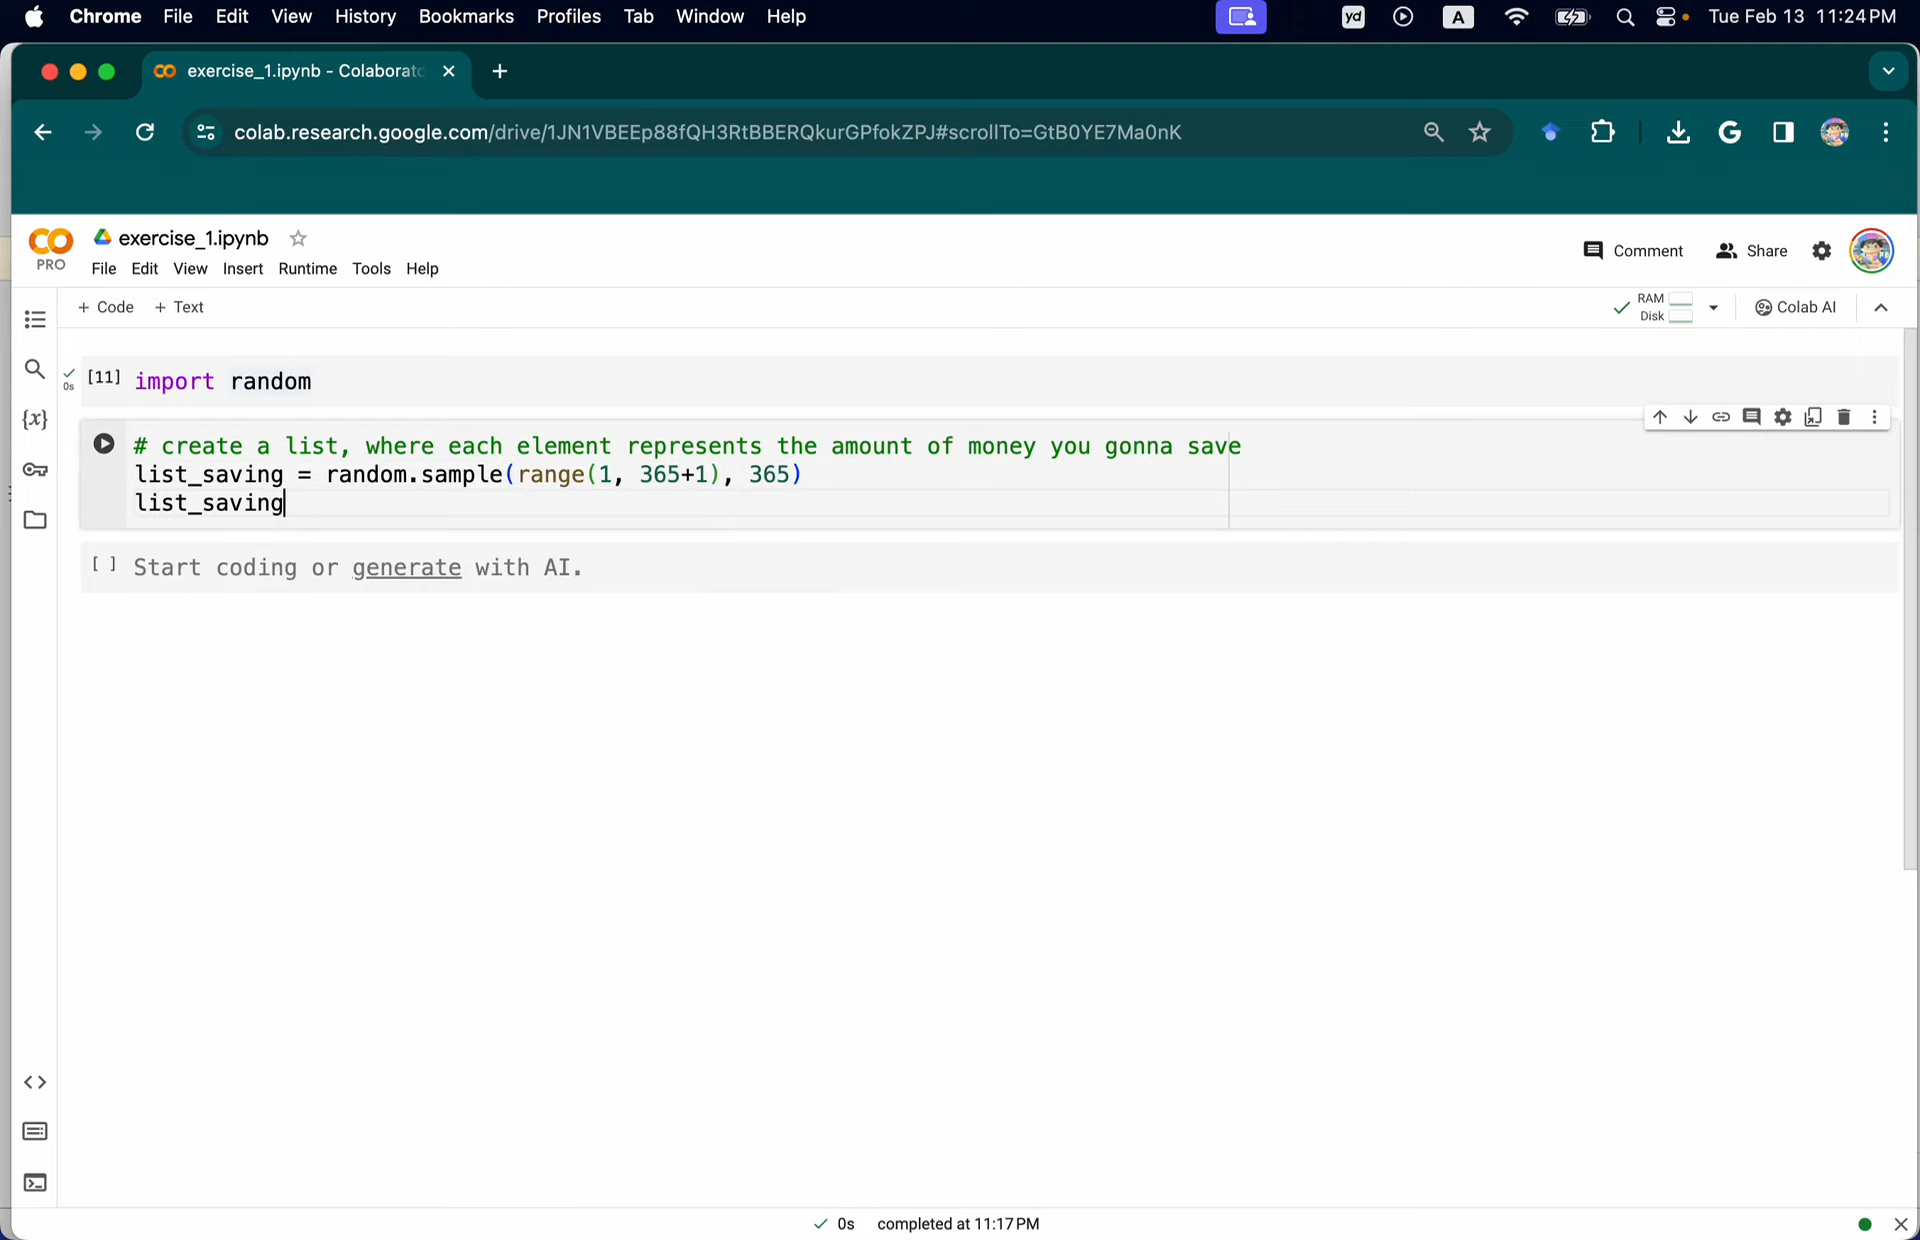 Chrome File Edit View History Bookmarks Profiles Tab Window Help yd A Tue Feb 13 11:24 PM
exercise_1.ipynb - Colaborato
colab.research.google.com/drive/1JN1VBEEp88fQH3RtBBERQkurGPfokZPJ#scrollTo=GtB0YE7Ma0nK
exercise_1.ipynb
PRO
File Edit View Insert Runtime Tools Help
Comment Share
+ Code + Text
RAM
Disk
Colab AI
[11] import random
0s
{x}
# create a list, where each element represents the amount of money you gonna save
list_saving = random.sample(range(1, 365+1), 365)
list_saving
[ ] Start coding or generate with AI.
0s completed at 11:17 PM